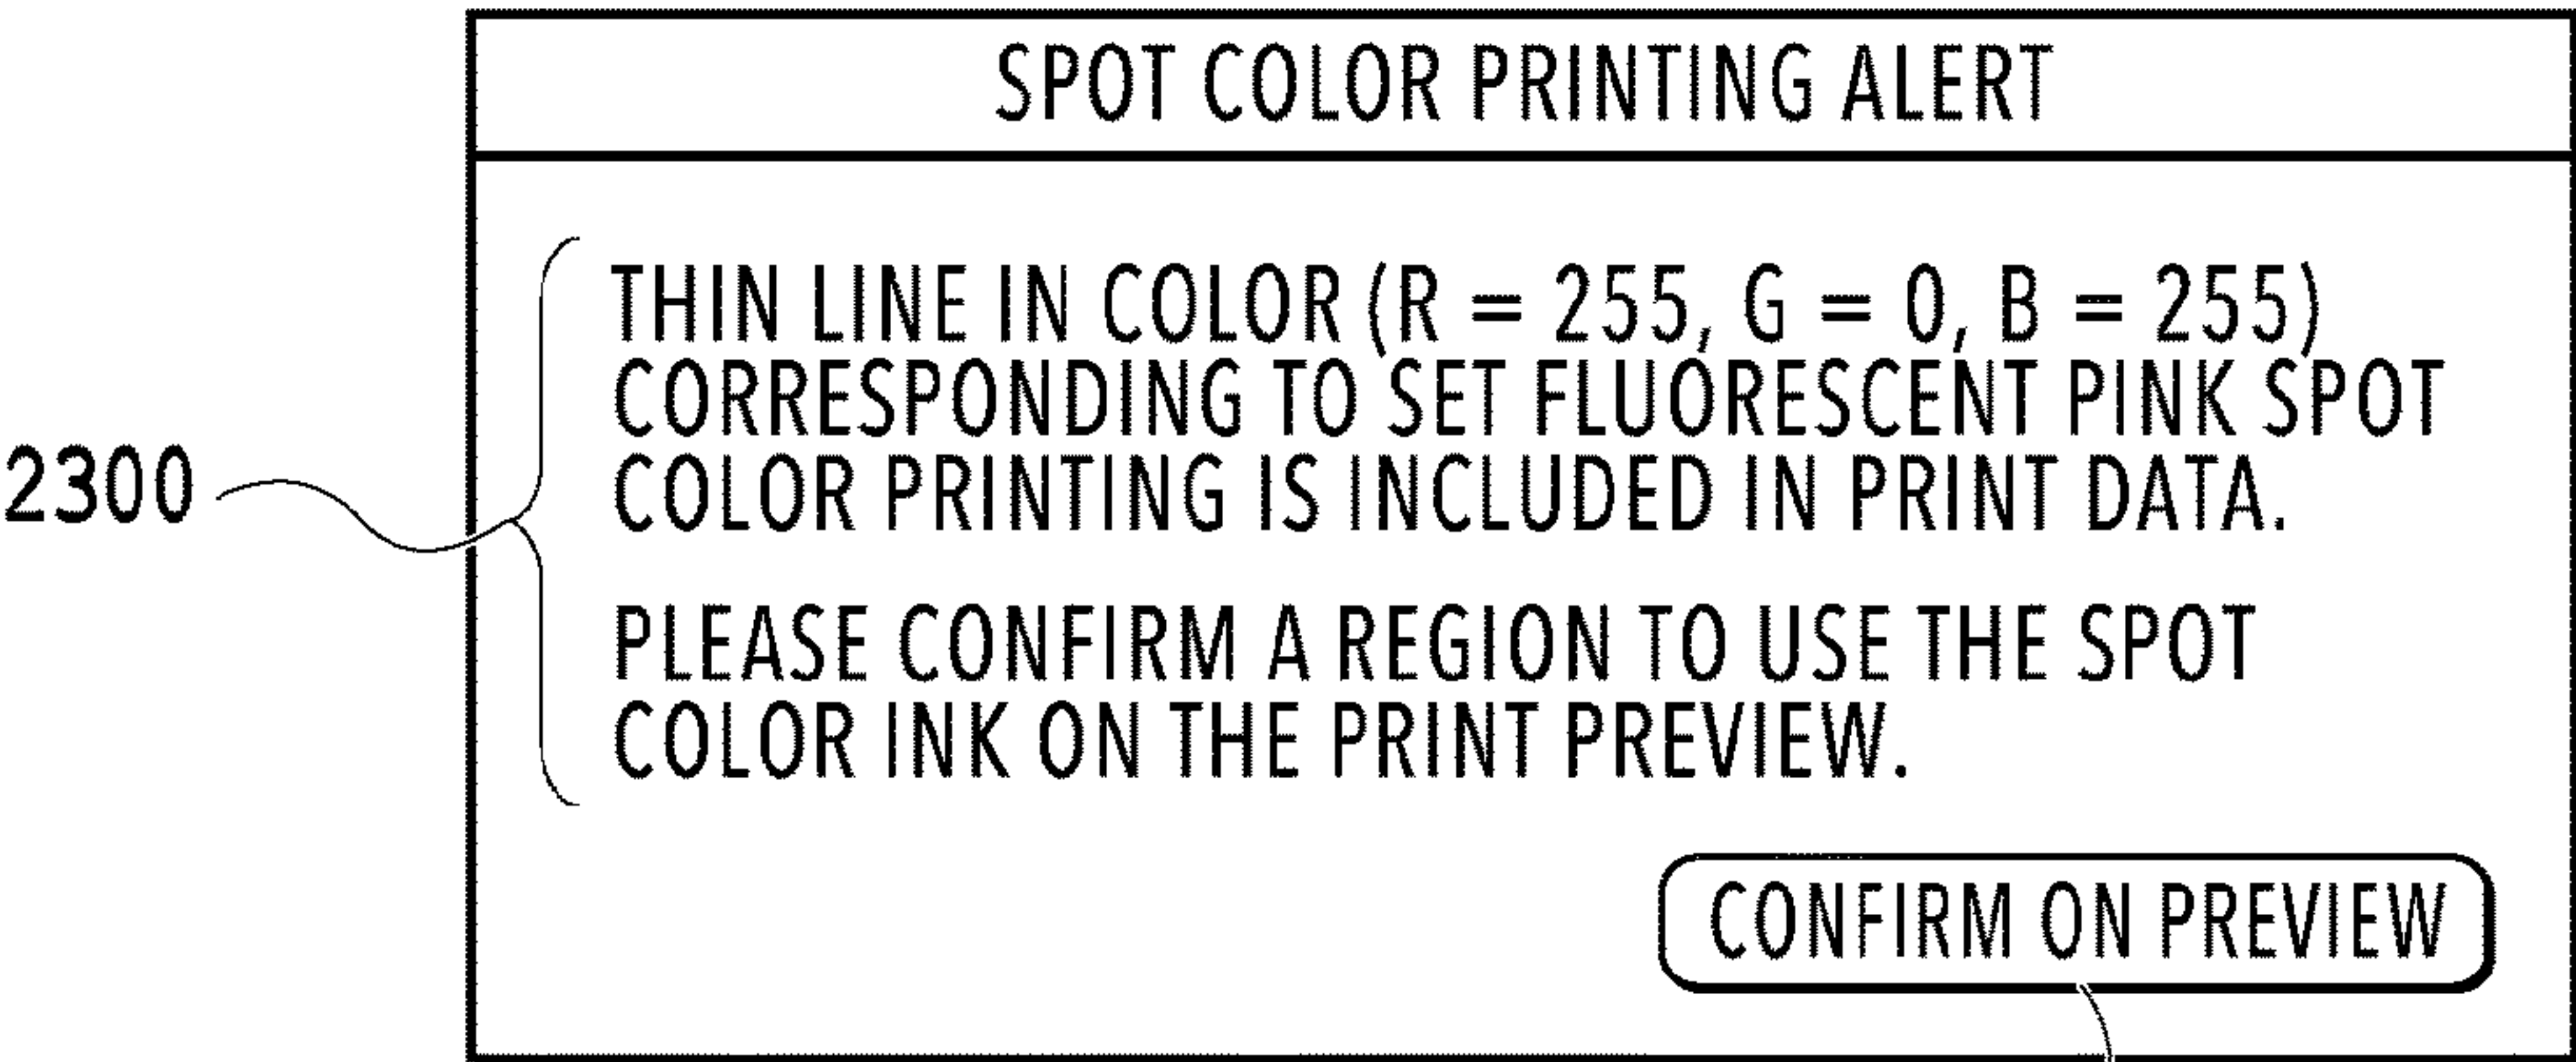 SPOT COLOR PRINTING ALERT
THIN LINE IN COLOR (R = 255, G = 0, B = 255)
CORRESPONDING TO SET FLUORESCENT PINK SPOT
COLOR PRINTING IS INCLUDED IN PRINT DATA.
2300
PLEASE CONFIRM A REGION TO USE THE SPOT
COLOR INK ON THE PRINT PREVIEW.
CONFIRM ON PREVIEW